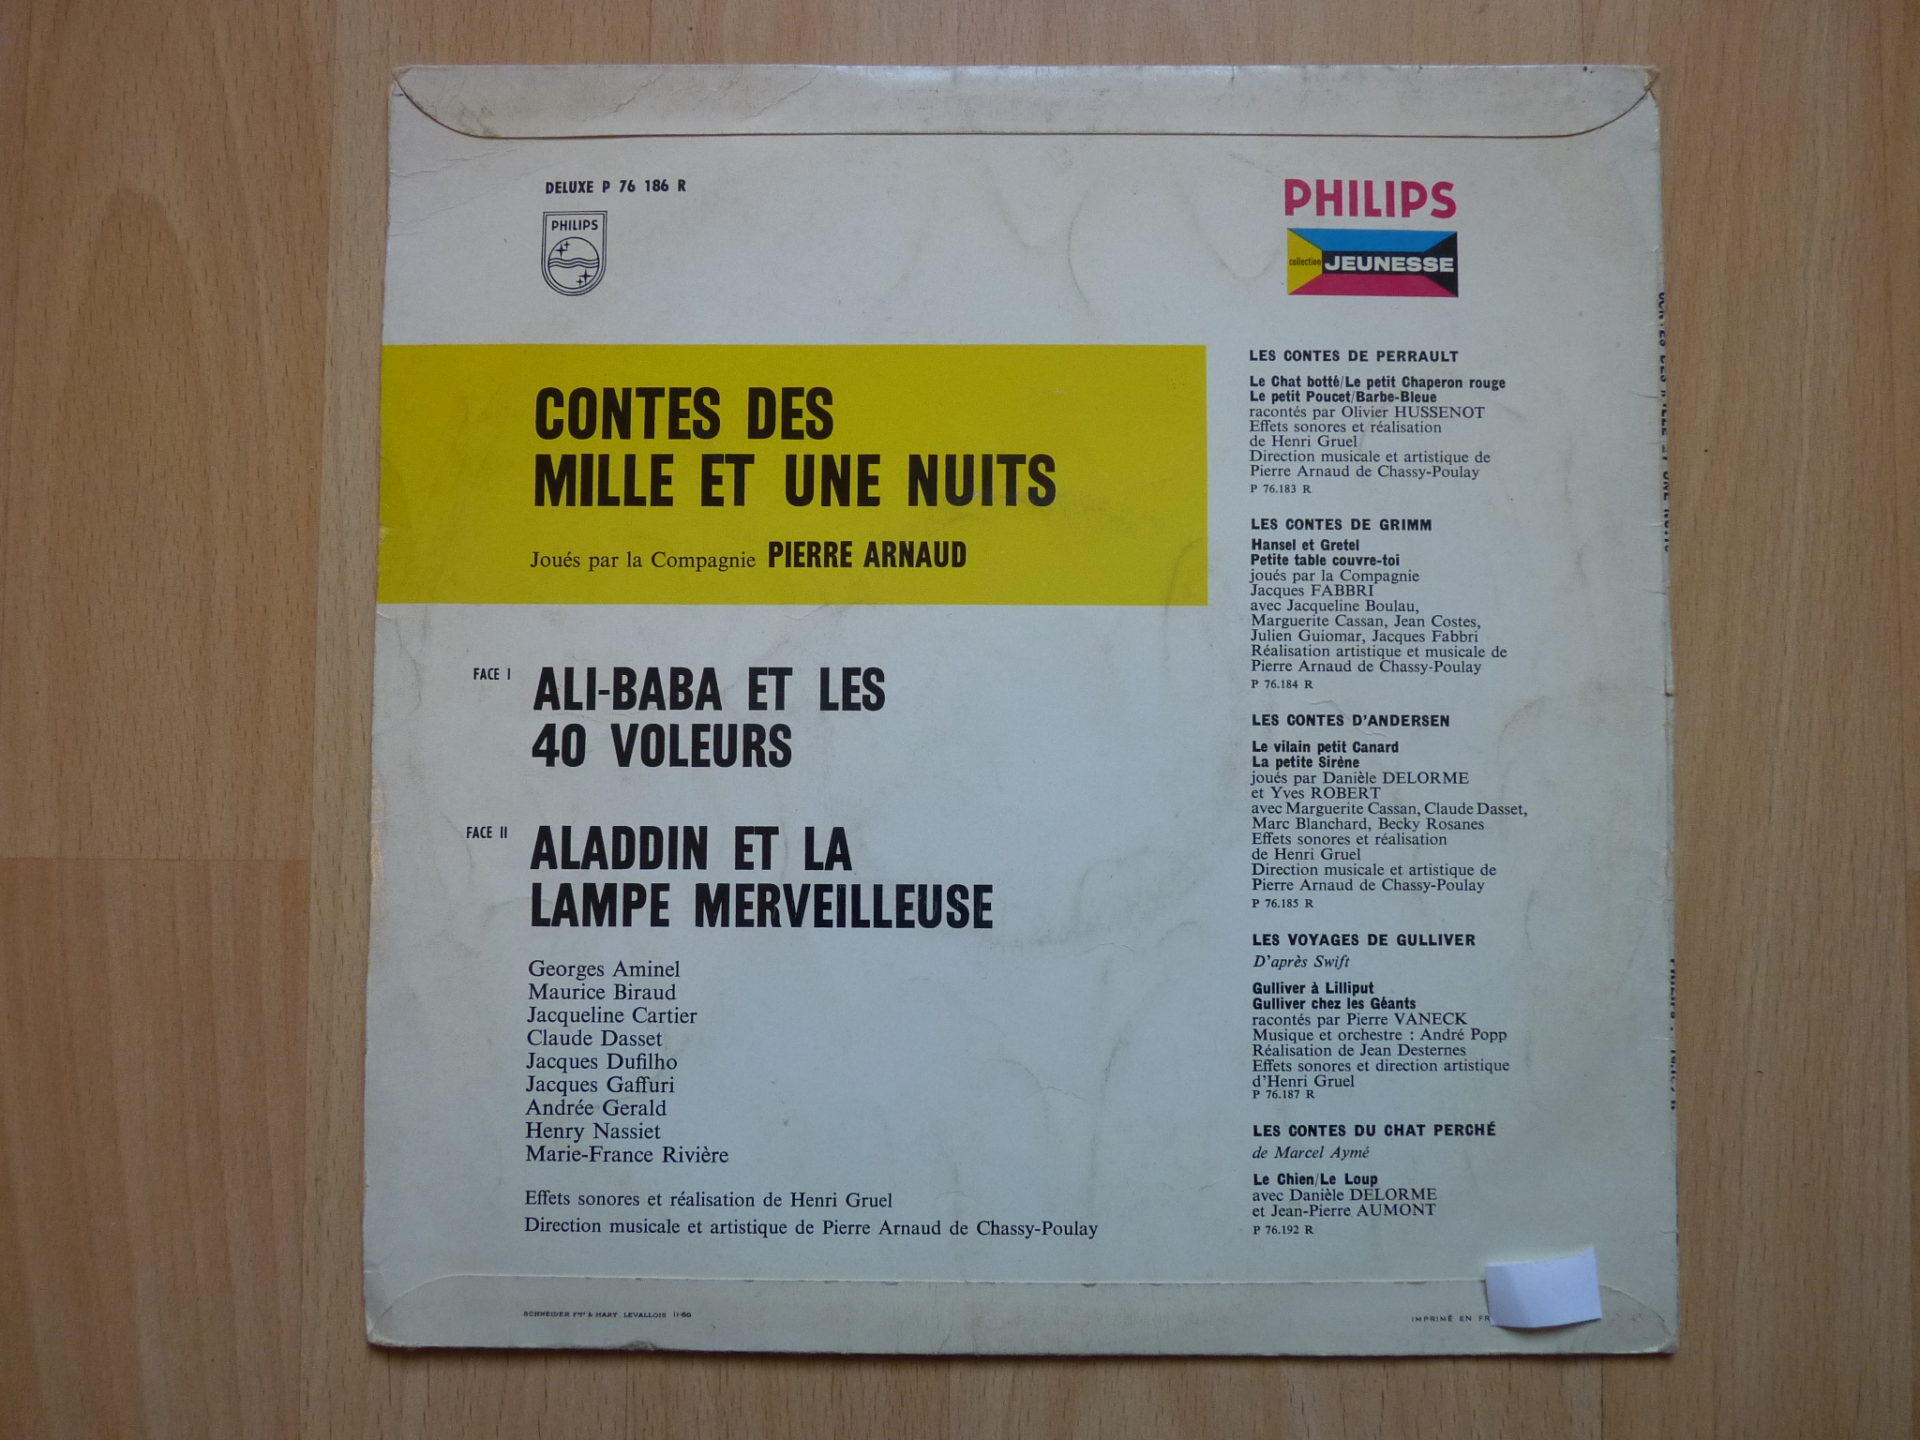 DELUXE P 76 186 R
PHILIPS
PHILIPS
collection JEUNESSE
CONTES DES
MILLE ET UNE NUITS
Joués par la Compagnie PIERRE ARNAUD
FACE I
ALI-BABA ET LES
40 VOLEURS
FACE II
ALADDIN ET LA
LAMPE MERVEILLEUSE
Georges Aminel
Maurice Biraud
Jacqueline Cartier
Claude Dasset
Jacques Dufilho
Jacques Gaffuri
Andrée Gerald
Henry Nassiet
Marie-France Rivière
Effets sonores et réalisation de Henri Gruel
Direction musicale et artistique de Pierre Arnaud de Chassy-Poulay
LES CONTES DE PERRAULT
Le Chat botté/Le petit Chaperon rouge
Le petit Poucet/Barbe-Bleue
racontés par Olivier HUSSENOT
Effets sonores et réalisation
de Henri Gruel
Direction musicale et artistique de
Pierre Arnaud de Chassy-Poulay
P 76.183 R
LES CONTES DE GRIMM
Hansel et Gretel
Petite table couvre-toi
joués par la Compagnie
Jacques FABBRI
avec Jacqueline Boulau,
Marguerite Cassan, Jean Costes,
Julien Guiomar, Jacques Fabbri
Réalisation artistique et musicale de
Pierre Arnaud de Chassy-Poulay
P 76.184 R
LES CONTES D'ANDERSEN
Le vilain petit Canard
La petite Sirène
joués par Danièle DELORME
et Yves ROBERT
avec Marguerite Cassan, Claude Dasset,
Marc Blanchard, Becky Rosanes
Effets sonores et réalisation
de Henri Gruel
Direction musicale et artistique de
Pierre Arnaud de Chassy-Poulay
P 76.185 R
LES VOYAGES DE GULLIVER
D'après Swift
Gulliver à Lilliput
Gulliver chez les Géants
racontés par Pierre VANECK
Musique et orchestre : André Popp
Réalisation de Jean Desternes
Effets sonores et direction artistique
d'Henri Gruel
P 76.187 R
LES CONTES DU CHAT PERCHÉ
de Marcel Aymé
Le Chien/Le Loup
avec Danièle DELORME
et Jean-Pierre AUMONT
P 76.192 R
SCHNEIDER Frès & MARY. LEVALLOIS 11-60
IMPRIMÉ EN FR